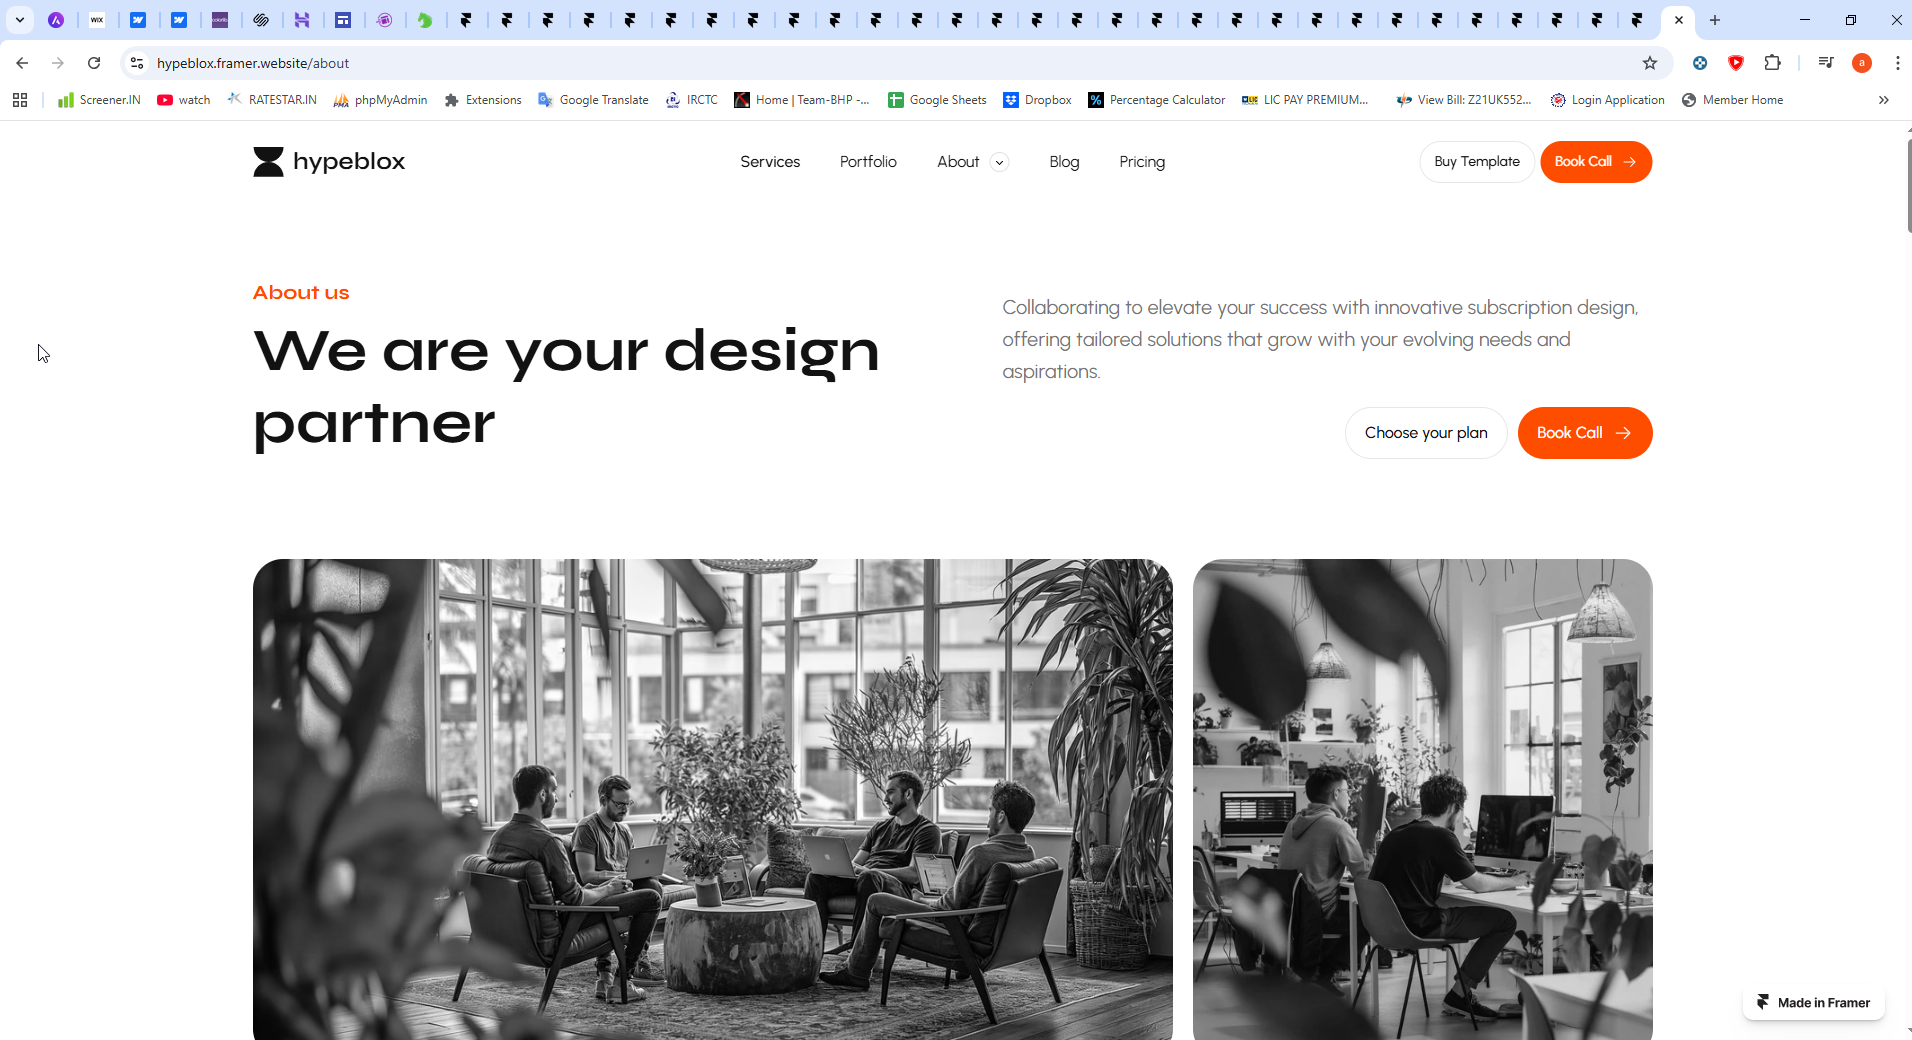 WIX
colorlib
hypeblox.framer.website/about
a
Screener.IN
watch
RATESTAR.IN
PMA
phpMyAdmin
Extensions
Google Translate
IRCTC
Home | Team-BHP -...
Google Sheets
Dropbox
%
Percentage Calculator
LIC
LIC PAY PREMIUM...
View Bill: Z21UK552...
Login Application
Member Home
hypeblox
Services
Portfolio
About
Blog
Pricing
Buy Template
Book Call
About us
We are your design
partner
Collaborating to elevate your success with innovative subscription design,
offering tailored solutions that grow with your evolving needs and
aspirations.
Choose your plan
Book Call
Made in Framer